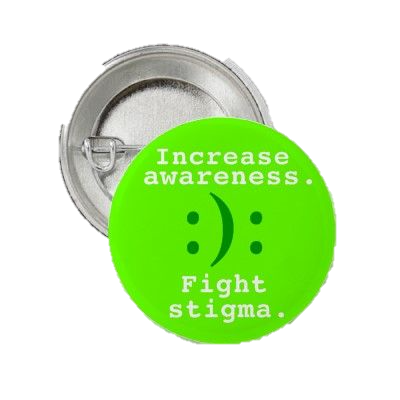 Increase
awareness.
:):
Fight
stigma.